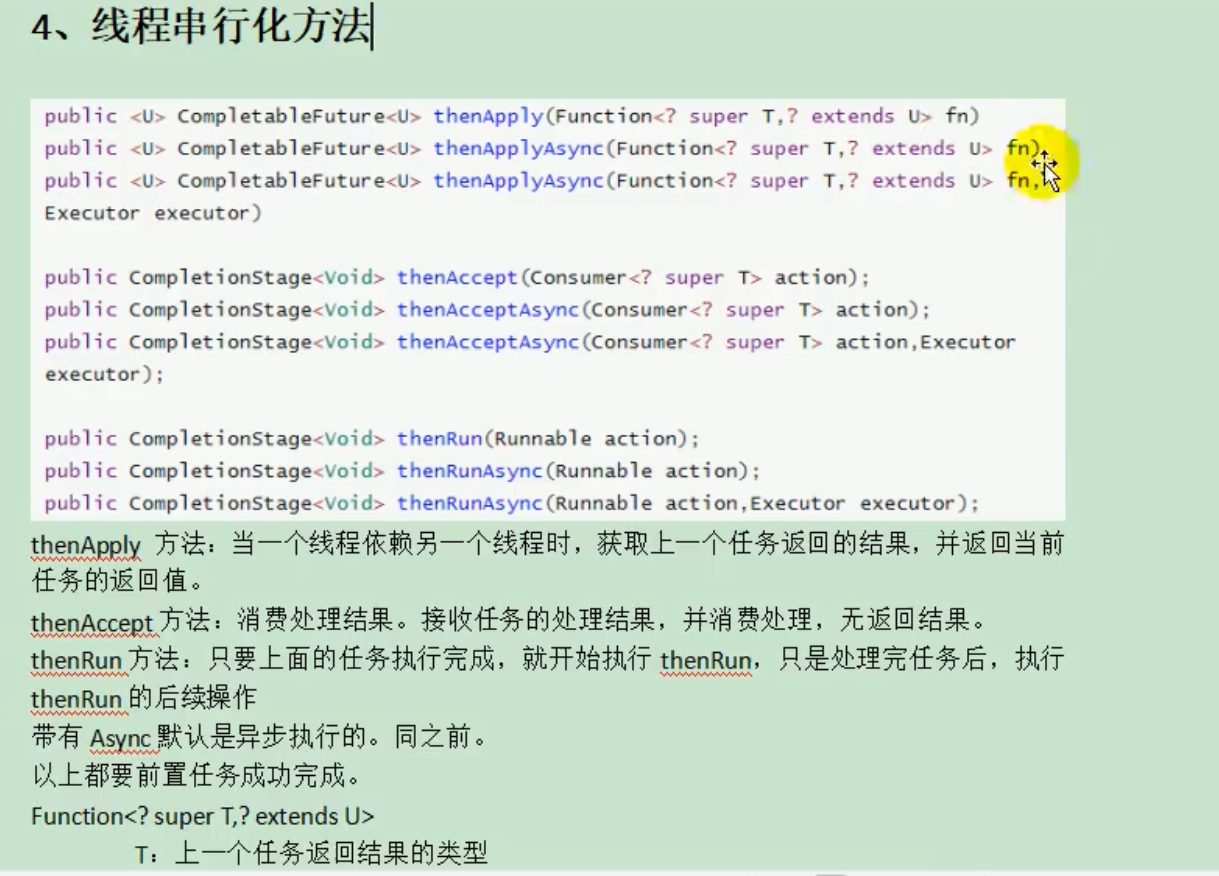 4、线程串行化方法
public <U> CompletableFuture<U> thenApply(Function<? super T,? extends U> fn)
public <U> CompletableFuture<U> thenApplyAsync(Function<? super T,? extends U> fn)
public <U> CompletableFuture<U> thenApplyAsync(Function<? super T,? extends U> fn,
Executor executor)
public CompletionStage<Void> thenAccept(Consumer<? super T> action);
public CompletionStage<Void> thenAcceptAsync(Consumer<? super T> action);
public CompletionStage<Void> thenAcceptAsync(Consumer<? super T> action,Executor
executor);
public CompletionStage<Void> thenRun(Runnable action);
public CompletionStage<Void> thenRunAsync(Runnable action);
public CompletionStage<Void> thenRunAsync(Runnable action,Executor executor);
thenApply 方法：当一个线程依赖另一个线程时，获取上一个任务返回的结果，并返回当前
任务的返回值。
thenAccept 方法：消费处理结果。接收任务的处理结果，并消费处理，无返回结果。
thenRun 方法：只要上面的任务执行完成，就开始执行 thenRun，只是处理完任务后，执行
thenRun 的后续操作
带有 Async 默认是异步执行的。同之前。
以上都要前置任务成功完成。
Function<? super T,? extends U>
T：上一个任务返回结果的类型